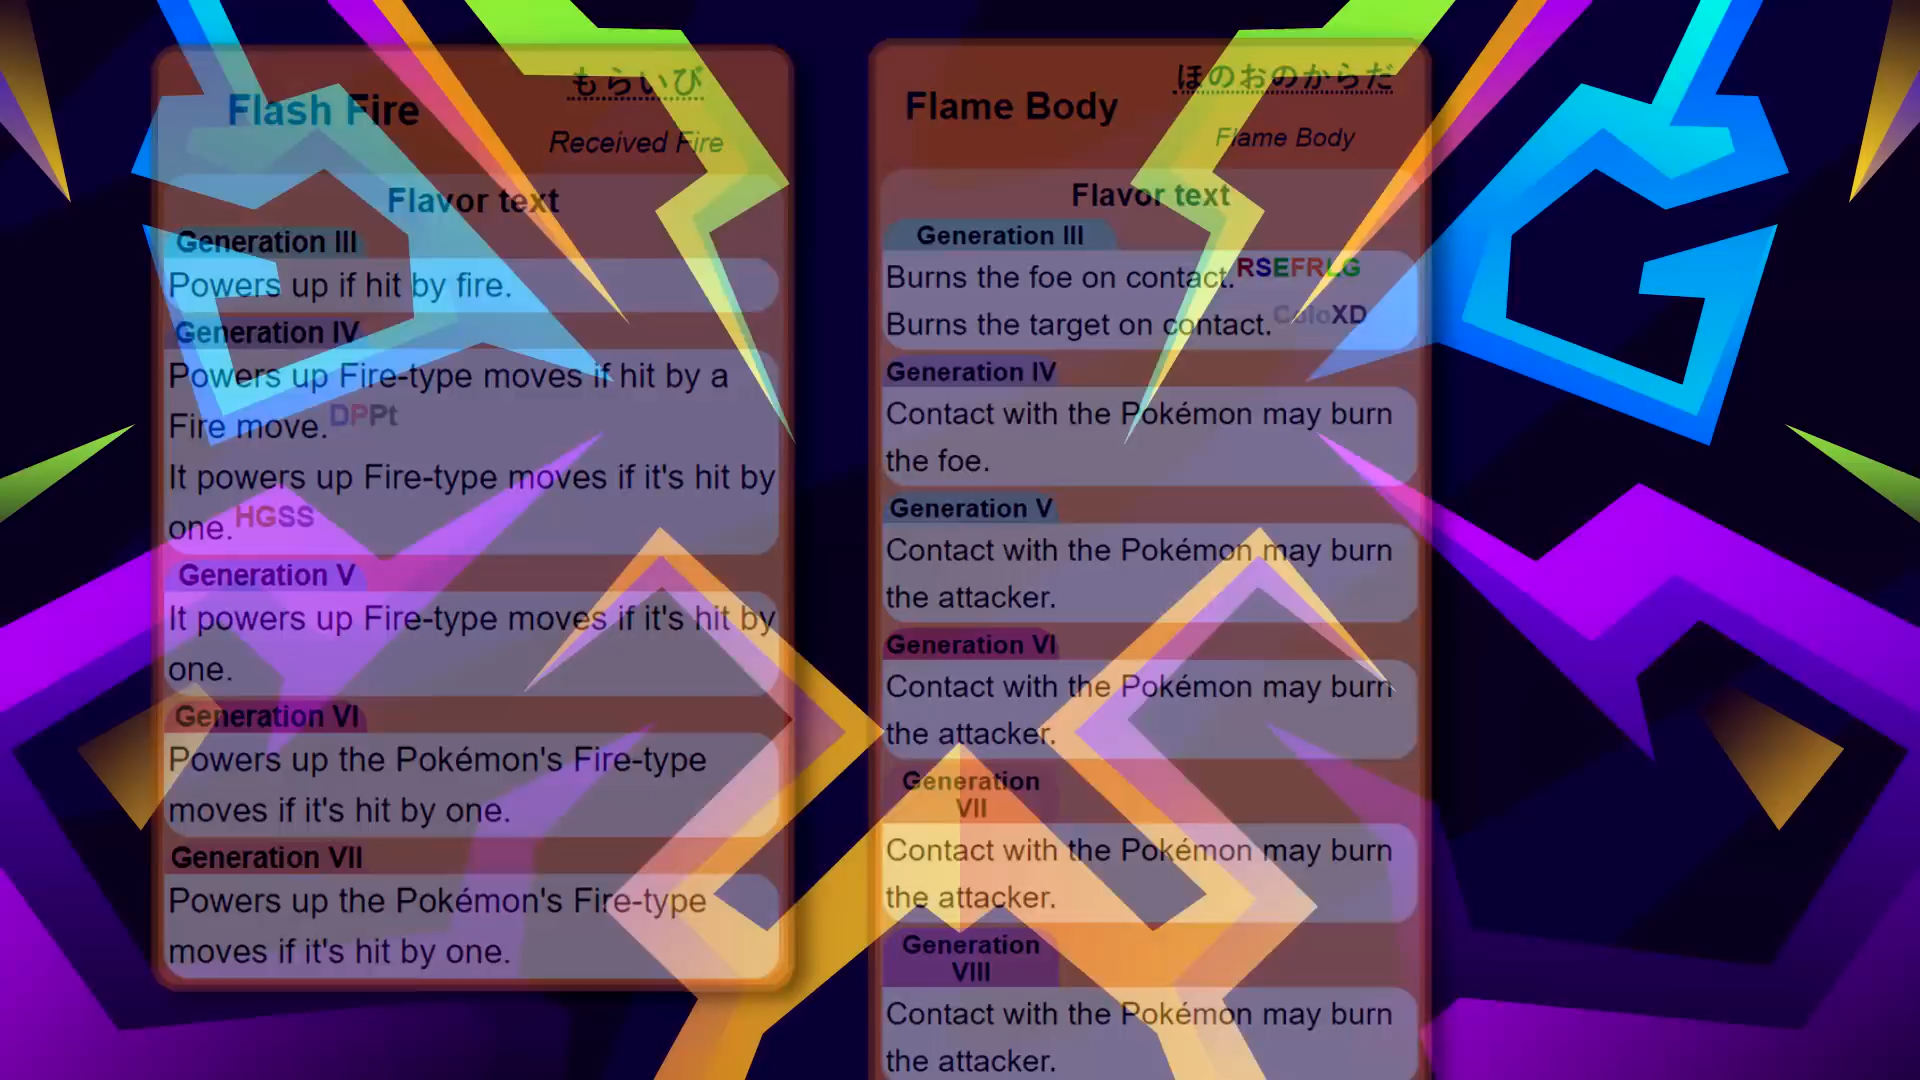 Flash Fire
もらいび
Received Fire
Flavor text
Generation III
Powers up if hit by fire.
Generation IV
Powers up Fire-type moves if hit by a
Fire move. DPPt
It powers up Fire-type moves if it's hit by
one. HGSS
Generation V
It powers up Fire-type moves if it's hit by
one.
Generation VI
Powers up the Pokémon's Fire-type
moves if it's hit by one.
Generation VII
Powers up the Pokémon's Fire-type
moves if it's hit by one.
Flame Body
ほのおのからだ
Flame Body
Flavor text
Generation III
Burns the foe on contact. RSEFRLG
Burns the target on contact. ColoXD
Generation IV
Contact with the Pokémon may burn
the foe.
Generation V
Contact with the Pokémon may burn
the attacker.
Generation VI
Contact with the Pokémon may burn
the attacker.
Generation
VII
Contact with the Pokémon may burn
the attacker.
Generation
VIII
Contact with the Pokémon may burn
the attacker.